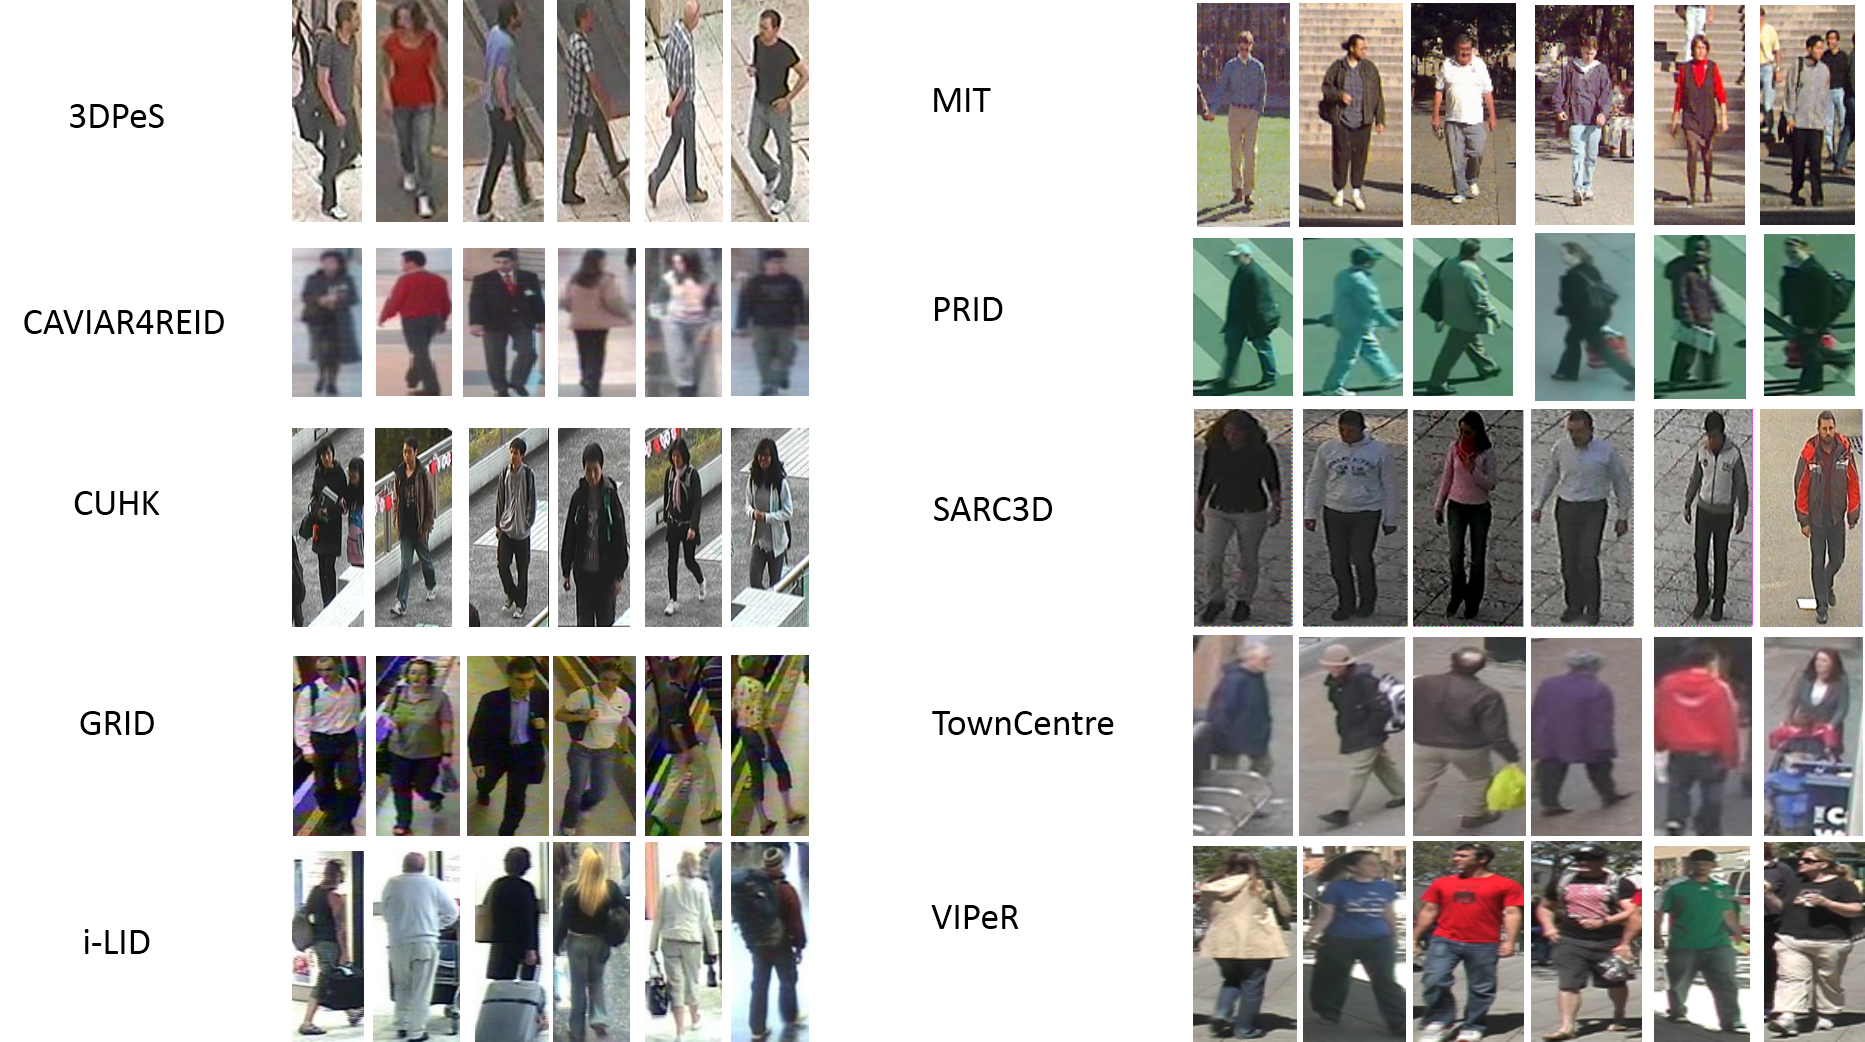 3DPeS
MIT
CAVIAR4REID
PRID
CUHK
SARC3D
GRID
TownCentre
i-LID
VIPeR